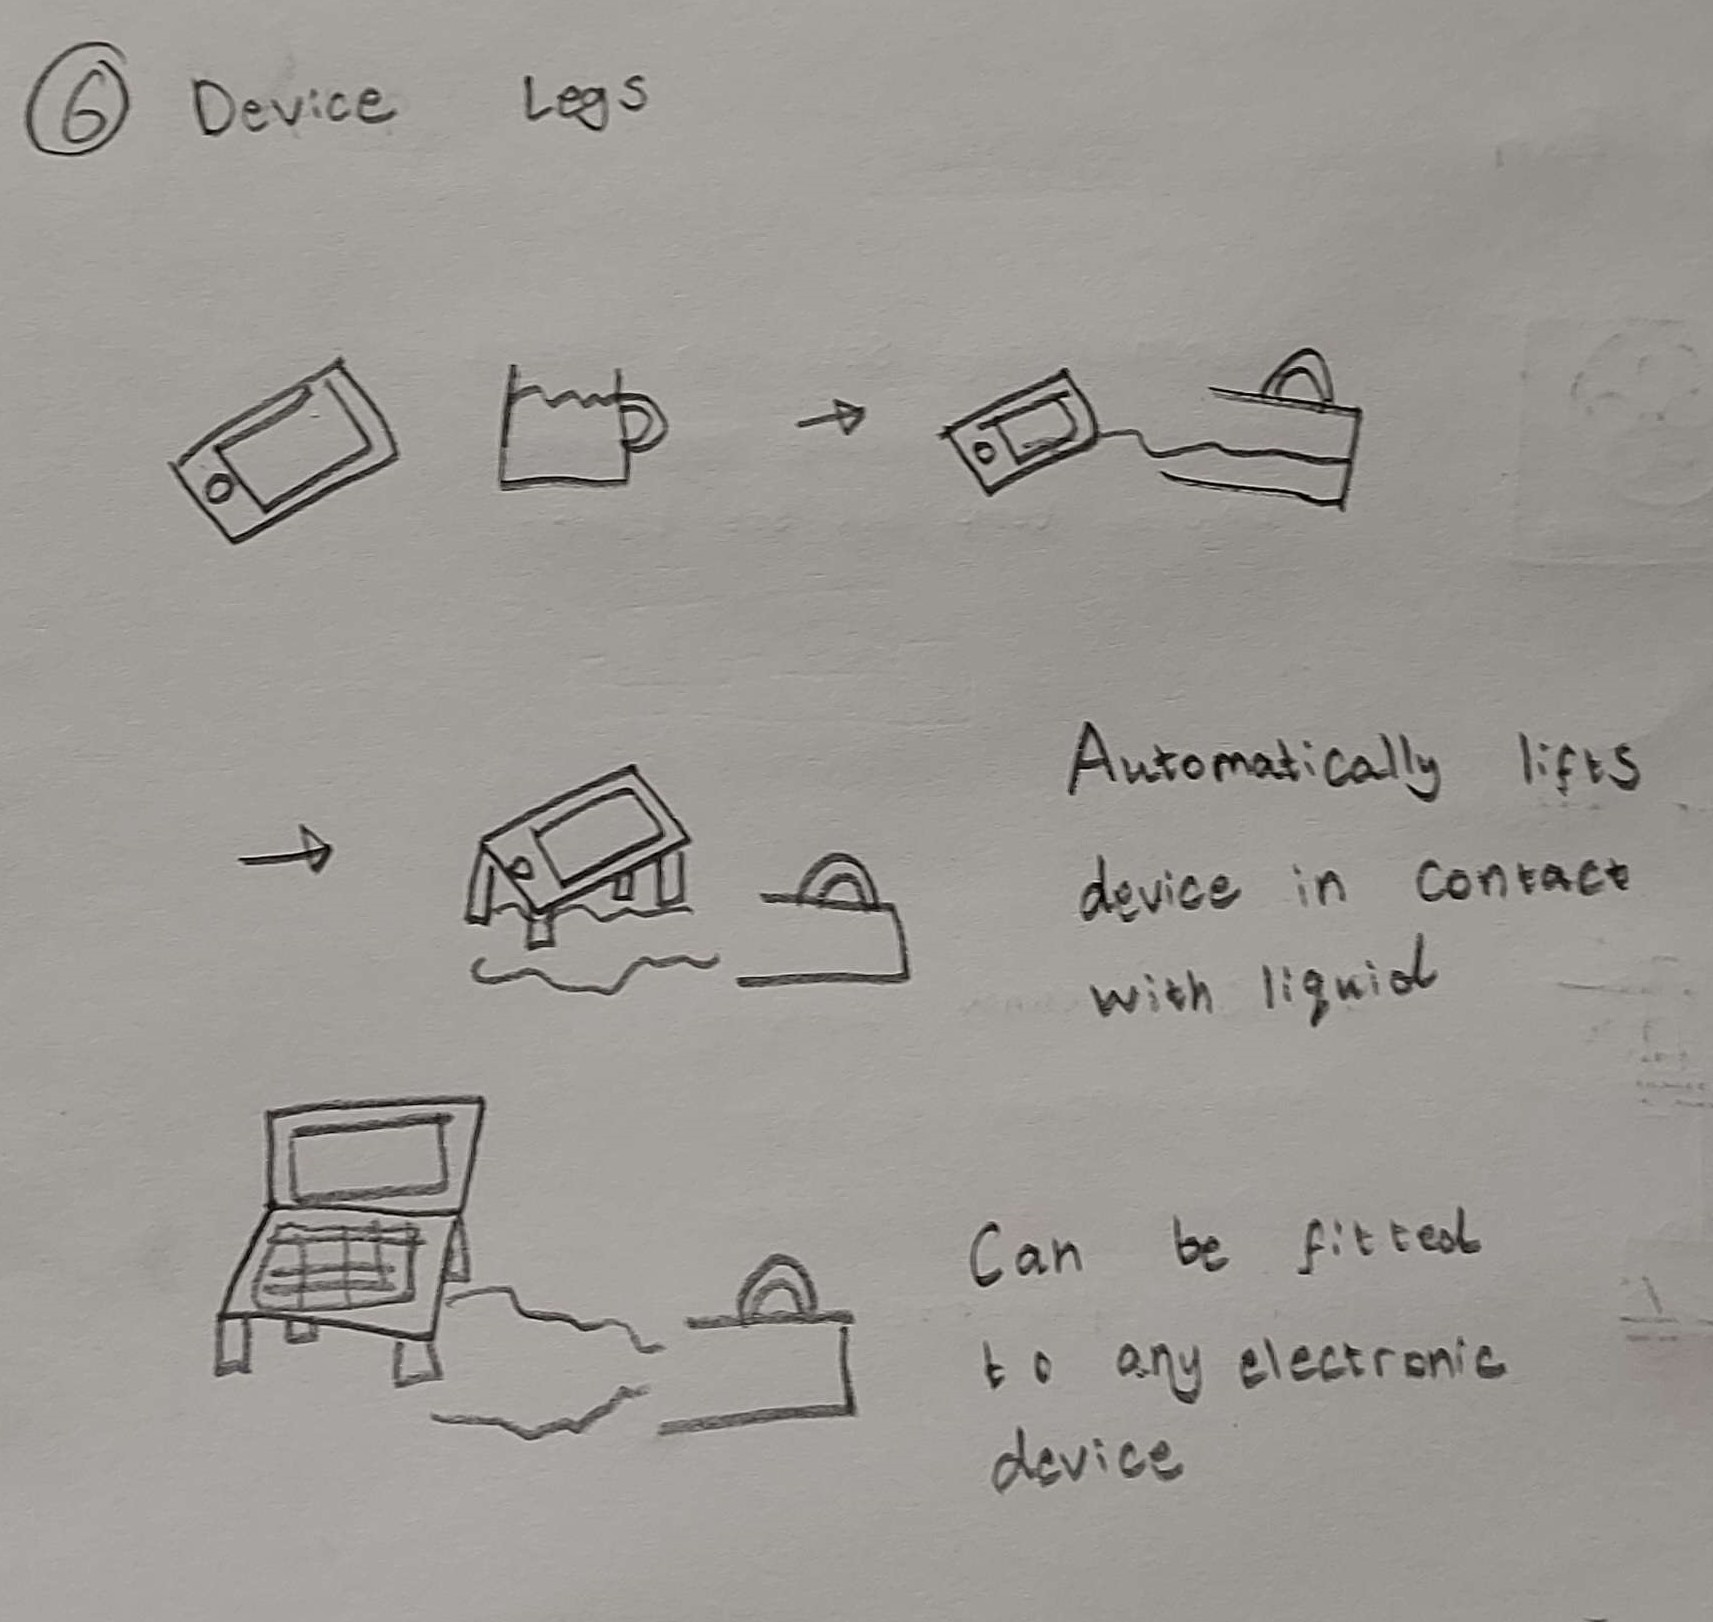 6 Device Legs
Automatically lifts
device in contact
with liquid
Can be fitted
to any electronic
device